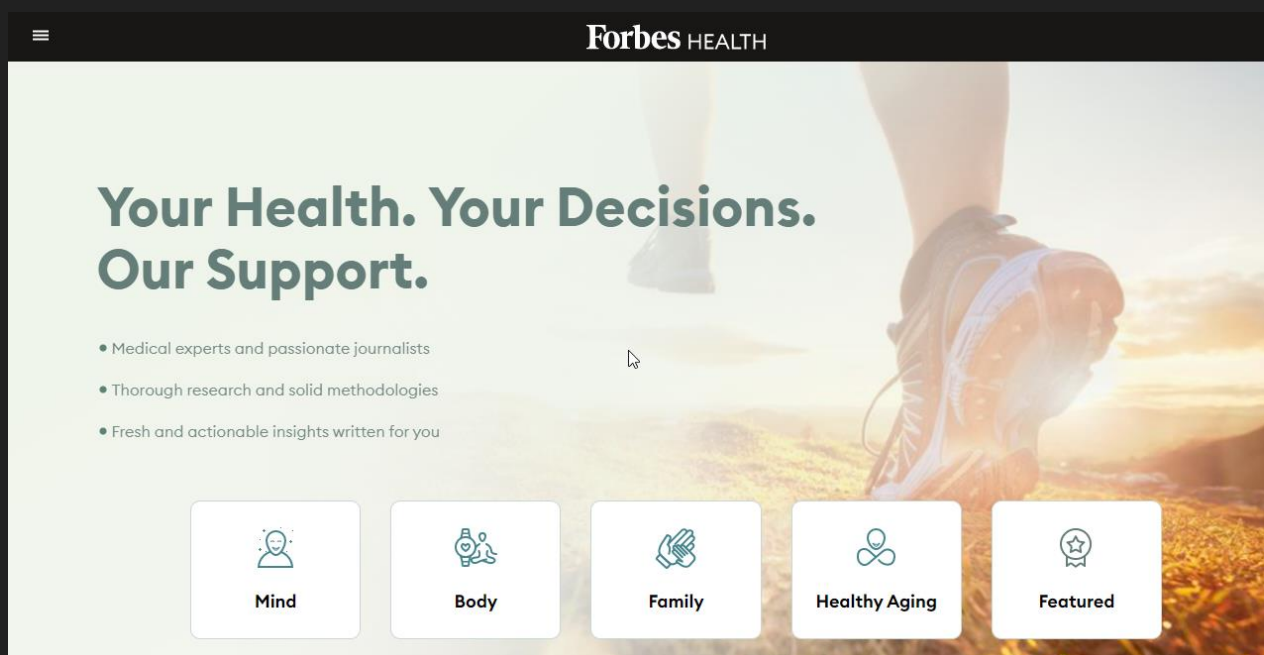 Forbes HEALTH
Your Health. Your Decisions.
Our Support.
• Medical experts and passionate journalists
• Thorough research and solid methodologies
• Fresh and actionable insights written for you
Mind
Body
Family
Healthy Aging
Featured